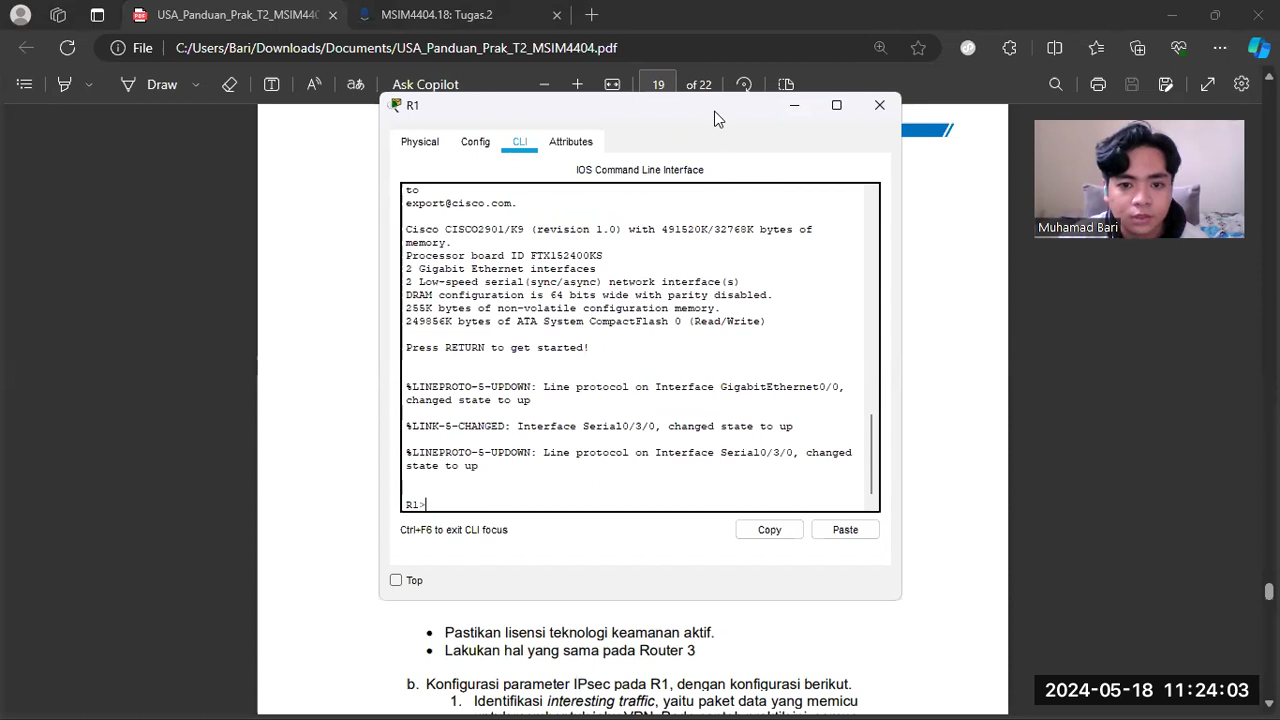 USA_Panduan_Prak_T2_MSIM4404
MSIM4404.18: Tugas.2
File
C:/Users/Bari/Downloads/Documents/USA_Panduan_Prak_T2_MSIM4404.pdf
Draw
Ask Copilot
19 of 22
R1
Physical
Config
CLI
Attributes
IOS Command Line Interface
to
export@cisco.com.
Cisco CISCO2901/K9 (revision 1.0) with 491520K/32768K bytes of
memory.
Processor board ID FTX152400KS
2 Gigabit Ethernet interfaces
2 Low-speed serial(sync/async) network interface(s)
DRAM configuration is 64 bits wide with parity disabled.
255K bytes of non-volatile configuration memory.
249856K bytes of ATA System CompactFlash 0 (Read/Write)
Press RETURN to get started!
%LINEPROTO-5-UPDOWN: Line protocol on Interface GigabitEthernet0/0,
changed state to up
%LINK-5-CHANGED: Interface Serial0/3/0, changed state to up
%LINEPROTO-5-UPDOWN: Line protocol on Interface Serial0/3/0, changed
state to up
R1>
Ctrl+F6 to exit CLI focus
Copy
Paste
Top
Muhamad Bari
• Pastikan lisensi teknologi keamanan aktif.
• Lakukan hal yang sama pada Router 3
b. Konfigurasi parameter IPsec pada R1, dengan konfigurasi berikut.
1. Identifikasi interesting traffic, yaitu paket data yang memicu
2024-05-18 11:24:03